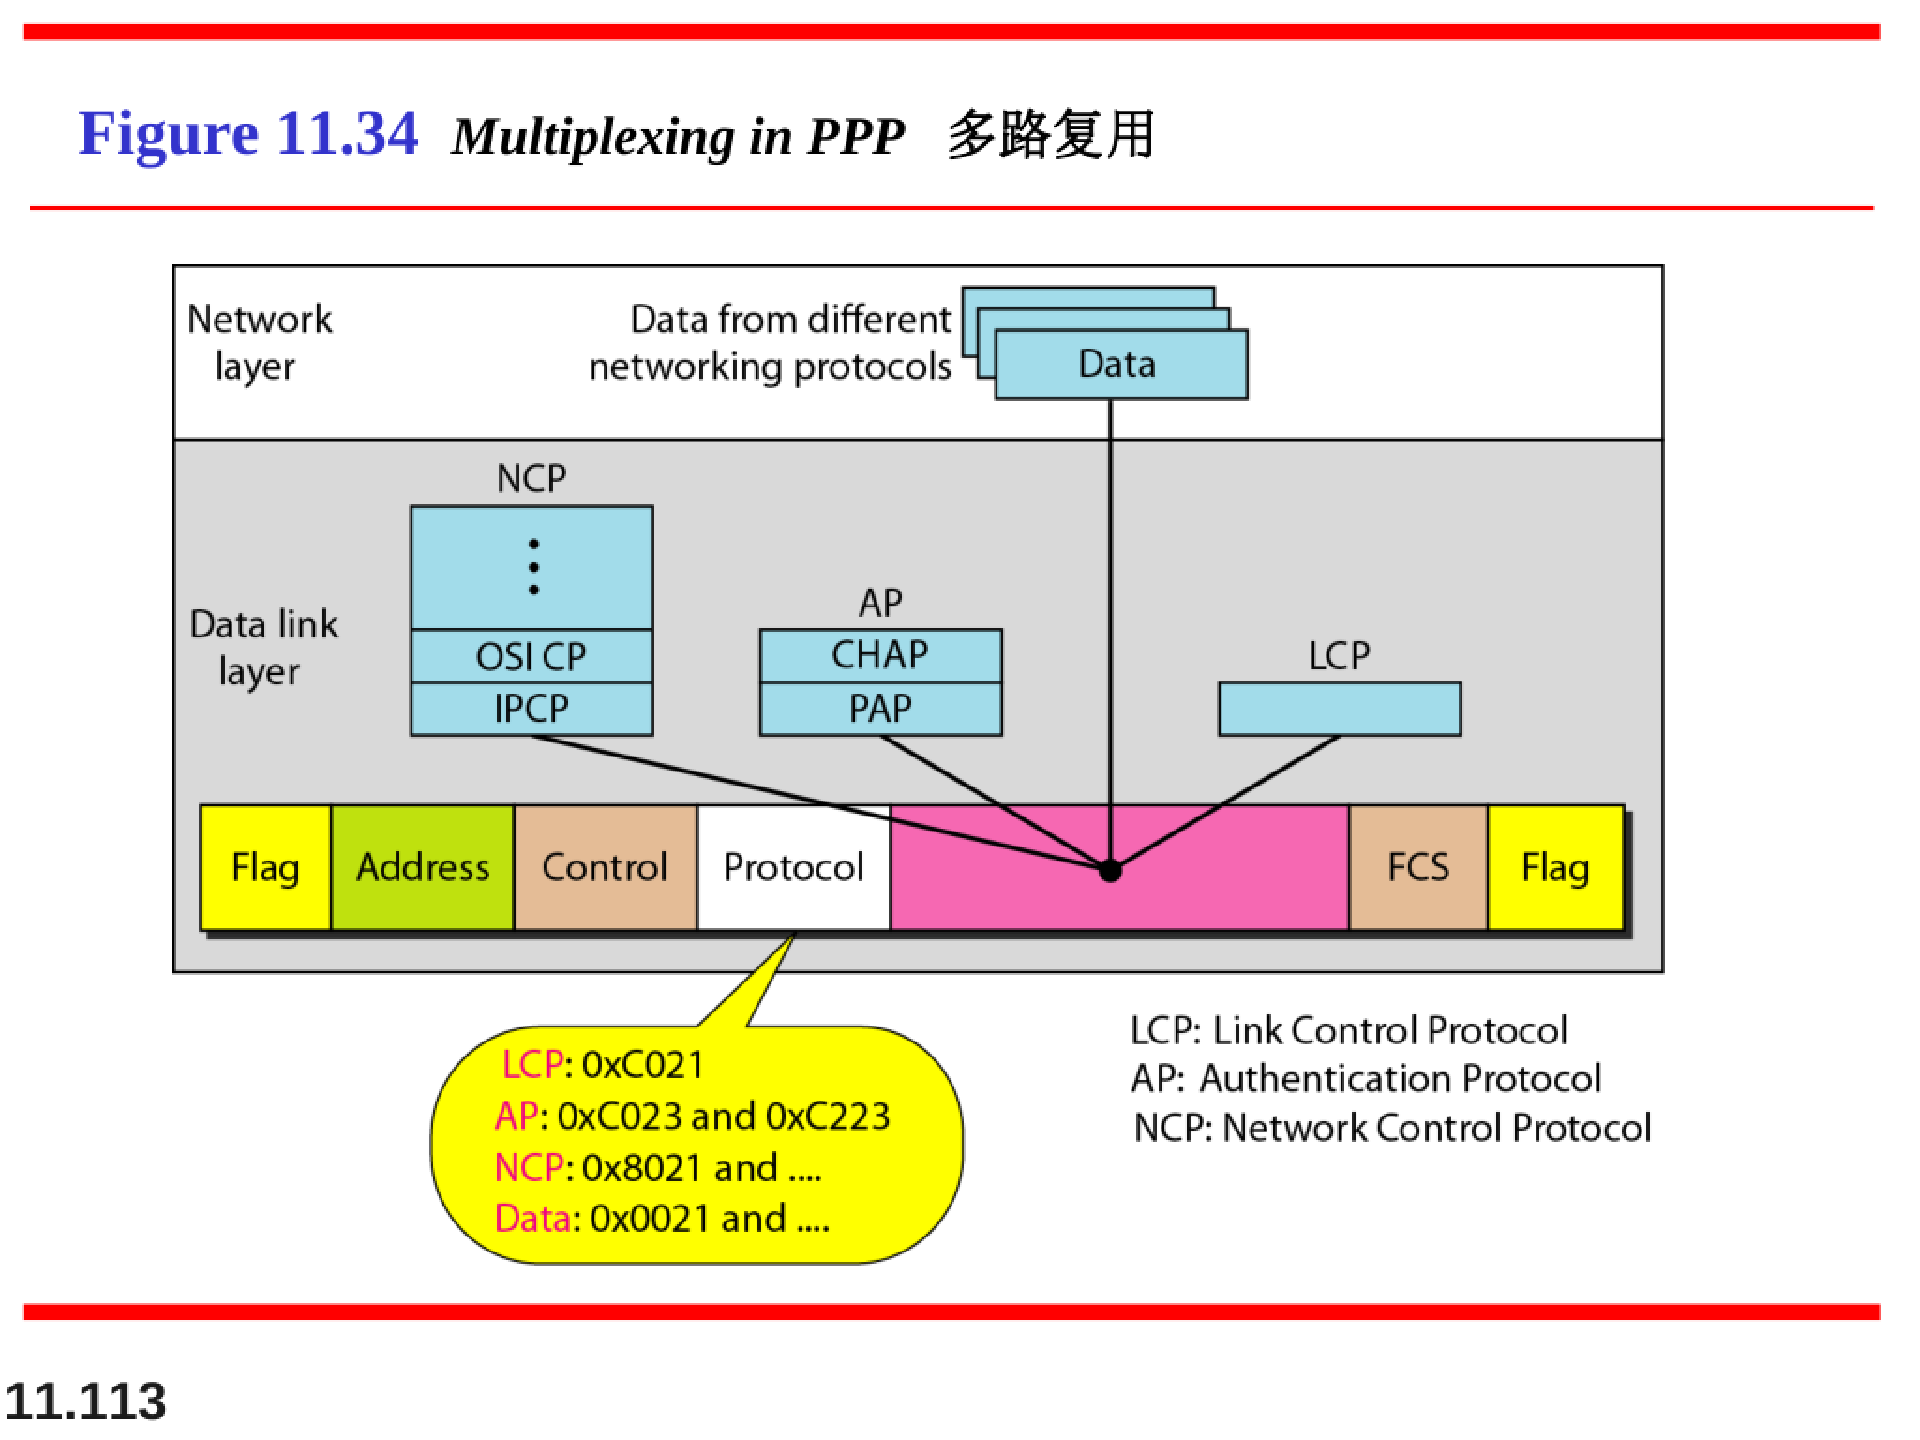 Figure 11.34 Multiplexing in PPP 多路复用
Network
layer
Data from different
networking protocols
Data
Data link
layer
NCP
OSI CP
IPCP
AP
CHAP
PAP
LCP
Flag Address Control Protocol FCS Flag
LCP: 0xC021
AP: 0xC023 and 0xC223
NCP: 0x8021 and ....
Data: 0x0021 and ....
LCP: Link Control Protocol
AP: Authentication Protocol
NCP: Network Control Protocol
11.113